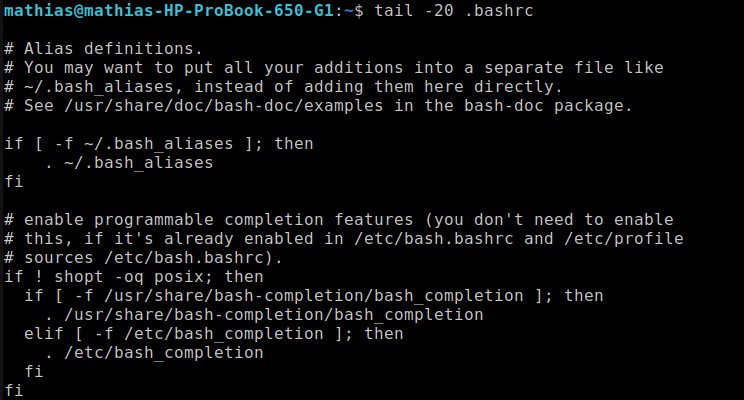 mathias@mathias-HP-ProBook-650-G1:~$ tail -20 .bashrc

# Alias definitions.
# You may want to put all your additions into a separate file like
# ~/.bash_aliases, instead of adding them here directly.
# See /usr/share/doc/bash-doc/examples in the bash-doc package.

if [ -f ~/.bash_aliases ]; then
    . ~/.bash_aliases
fi

# enable programmable completion features (you don't need to enable
# this, if it's already enabled in /etc/bash.bashrc and /etc/profile
# sources /etc/bash.bashrc).
if ! shopt -oq posix; then
  if [ -f /usr/share/bash-completion/bash_completion ]; then
    . /usr/share/bash-completion/bash_completion
  elif [ -f /etc/bash_completion ]; then
    . /etc/bash_completion
  fi
fi